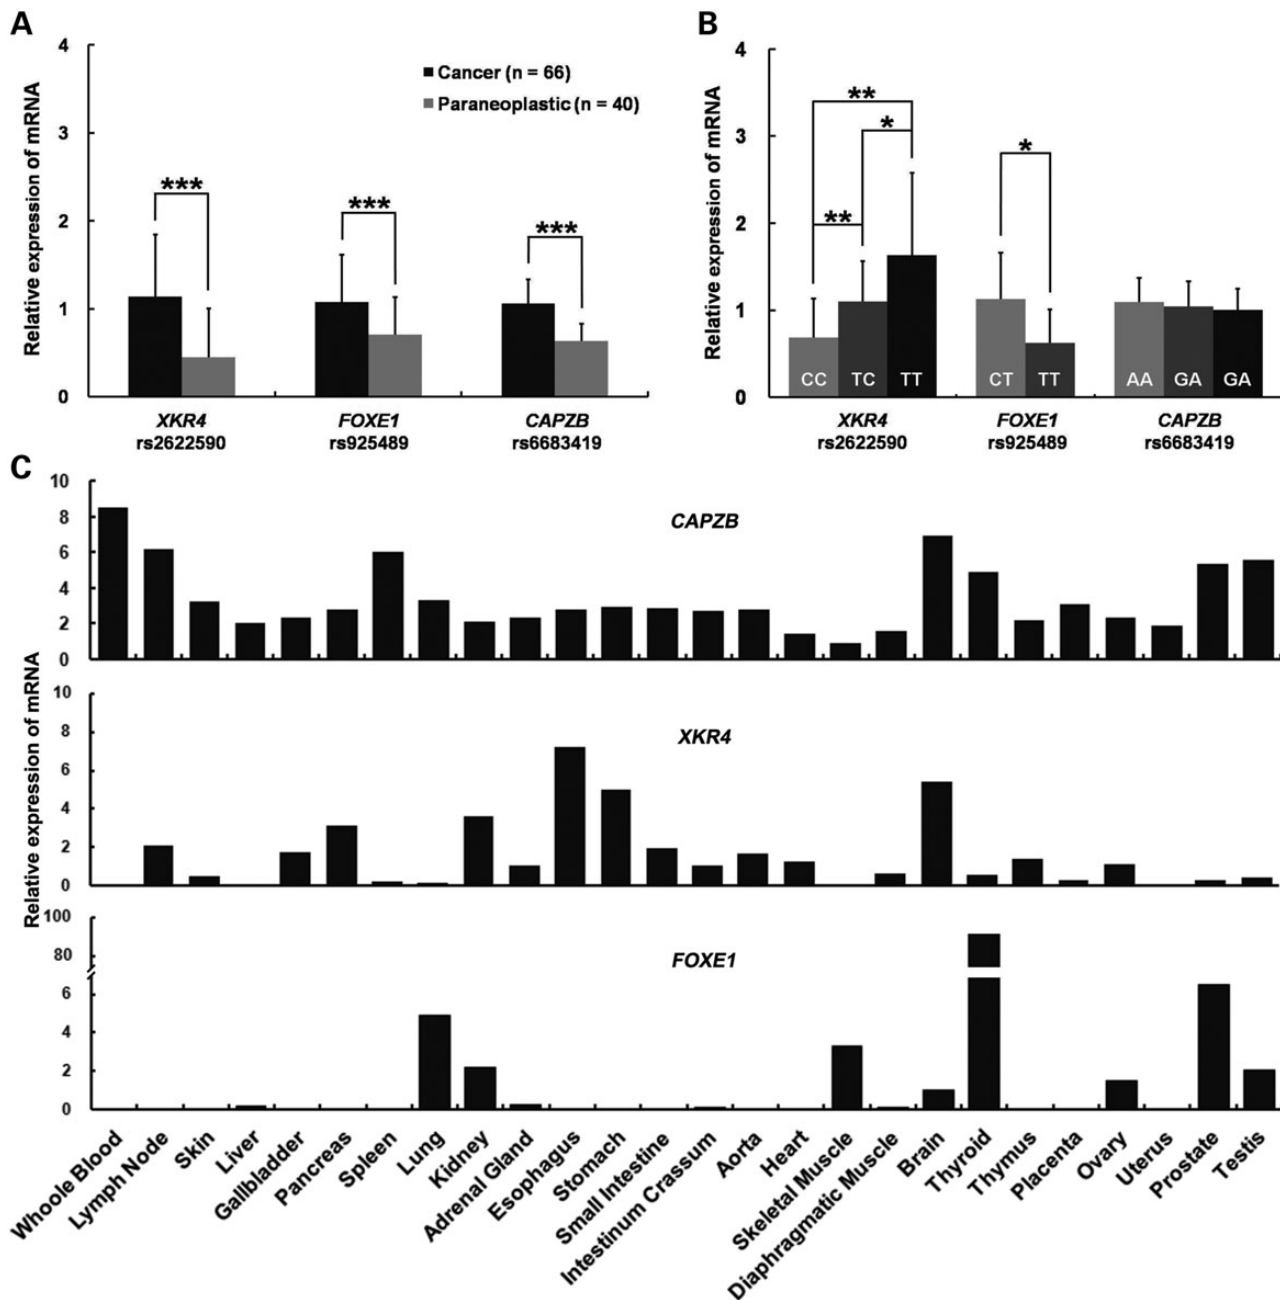 A
4
3
2
1
0
Relative expression of mRNA
Cancer (n = 66)
Paraneoplastic (n = 40)
***
***
***
XKR4
rs2622590
FOXE1
rs925489
CAPZB
rs6683419
B
4
3
2
1
0
Relative expression of mRNA
**
*
**
*
CC TC TT
CT TT
AA GA GA
XKR4
rs2622590
FOXE1
rs925489
CAPZB
rs6683419
C
Relative expression of mRNA
10
8
6
4
2
0
CAPZB
10
8
6
4
2
0
XKR4
100
80
6
4
2
0
FOXE1
Whoole Blood
Lymph Node
Skin
Liver
Gallbladder
Pancreas
Spleen
Lung
Kidney
Adrenal Gland
Esophagus
Stomach
Small Intestine
Intestinum Crassum
Aorta
Heart
Skeletal Muscle
Diaphragmatic Muscle
Brain
Thyroid
Thymus
Placenta
Ovary
Uterus
Prostate
Testis